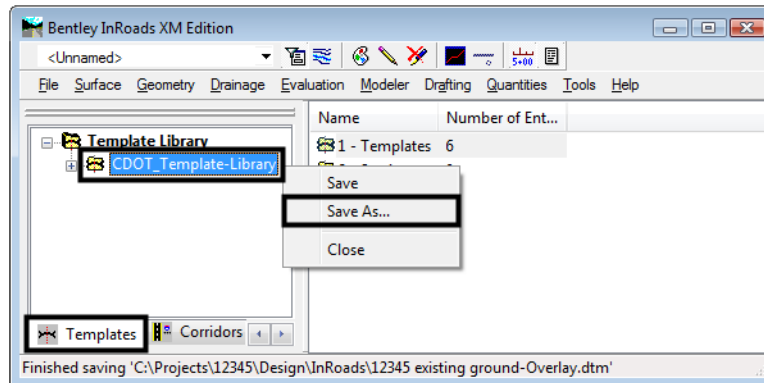 Bentley InRoads XM Edition
<Unnamed>
5+00
File Surface Geometry Drainage Evaluation Modeler Drafting Quantities Tools Help
Name Number of Ent...
Template Library
1 - Templates 6
CDOT_Template-Library
Save
Save As...
Close
Templates Corridors
Finished saving 'C:\Projects\12345\Design\InRoads\12345 existing ground-Overlay.dtm'